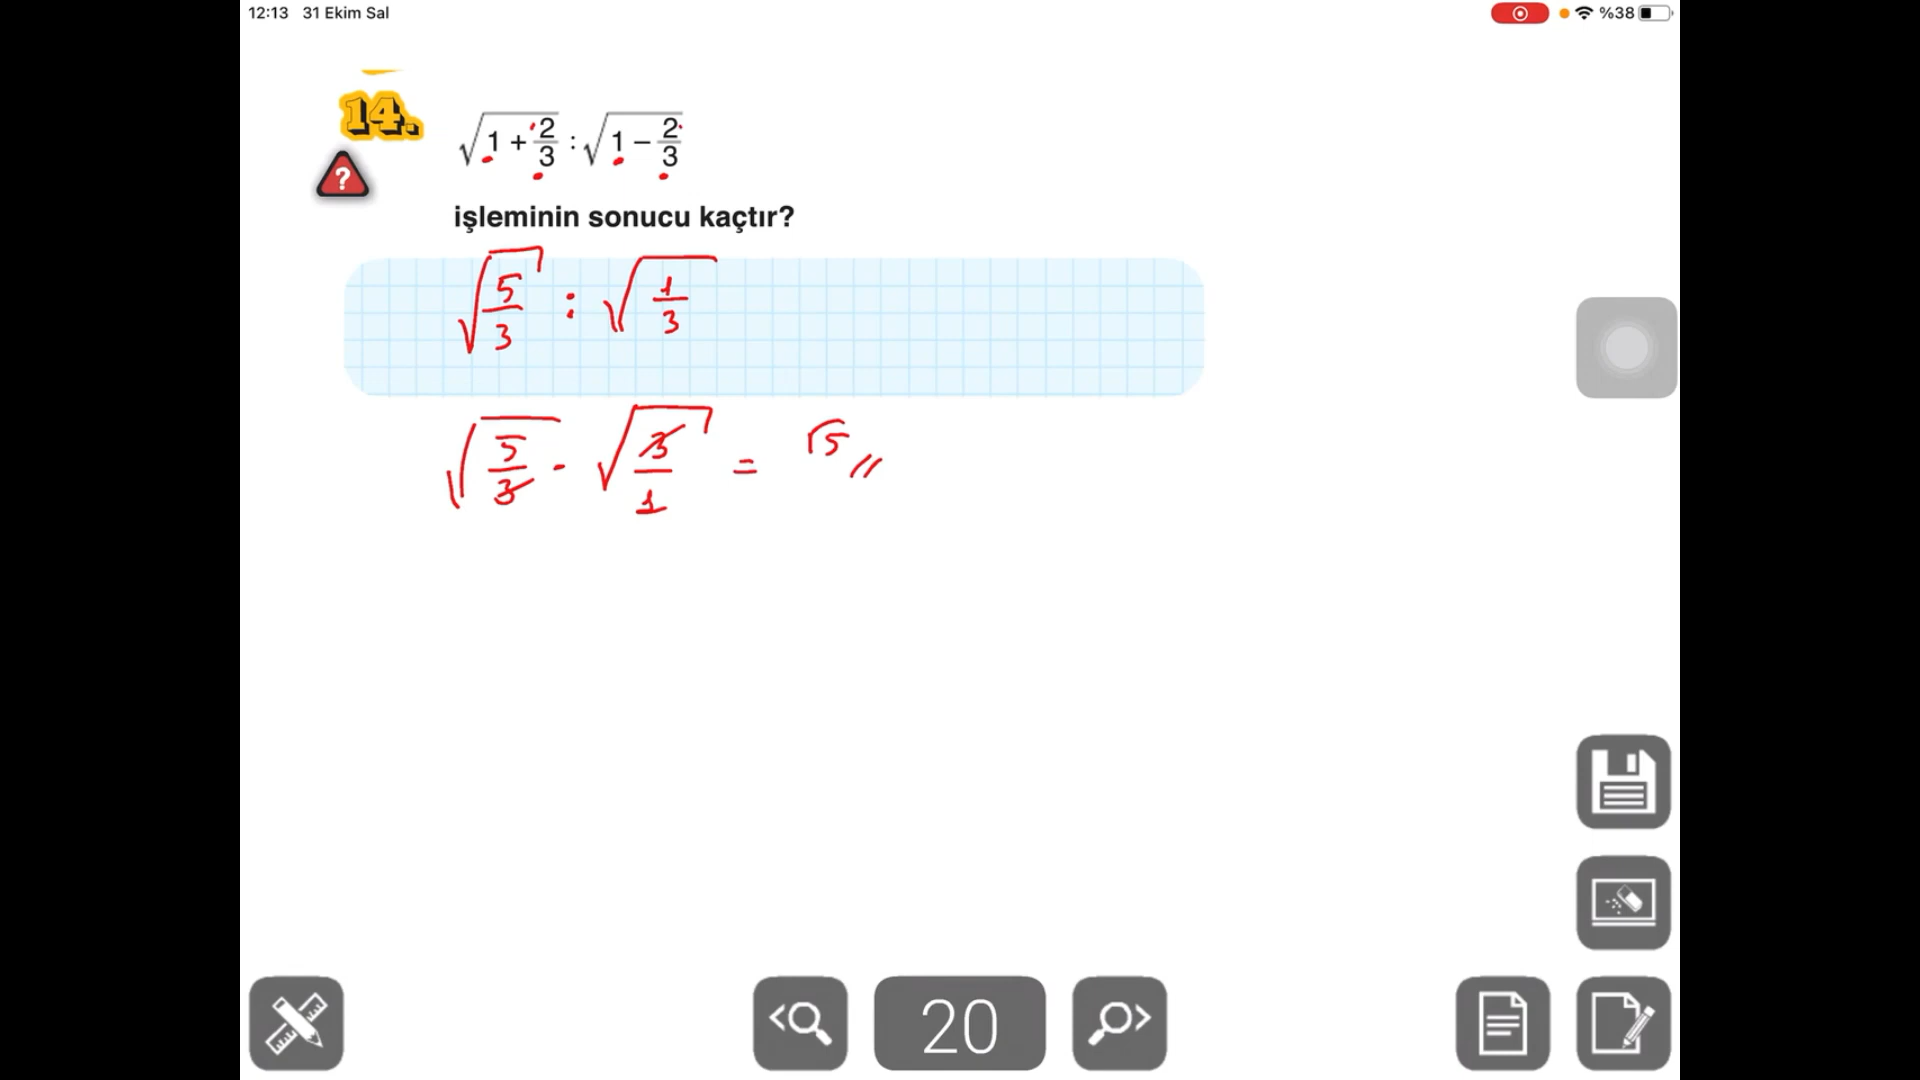 12:13 31 Ekim Sal %38
14.
√(1 + 2/3) : √(1 − 2/3)
?
işleminin sonucu kaçtır?
√(5/3) : √(1/3)
√(5/3) · √(3/1) = √5 //
20